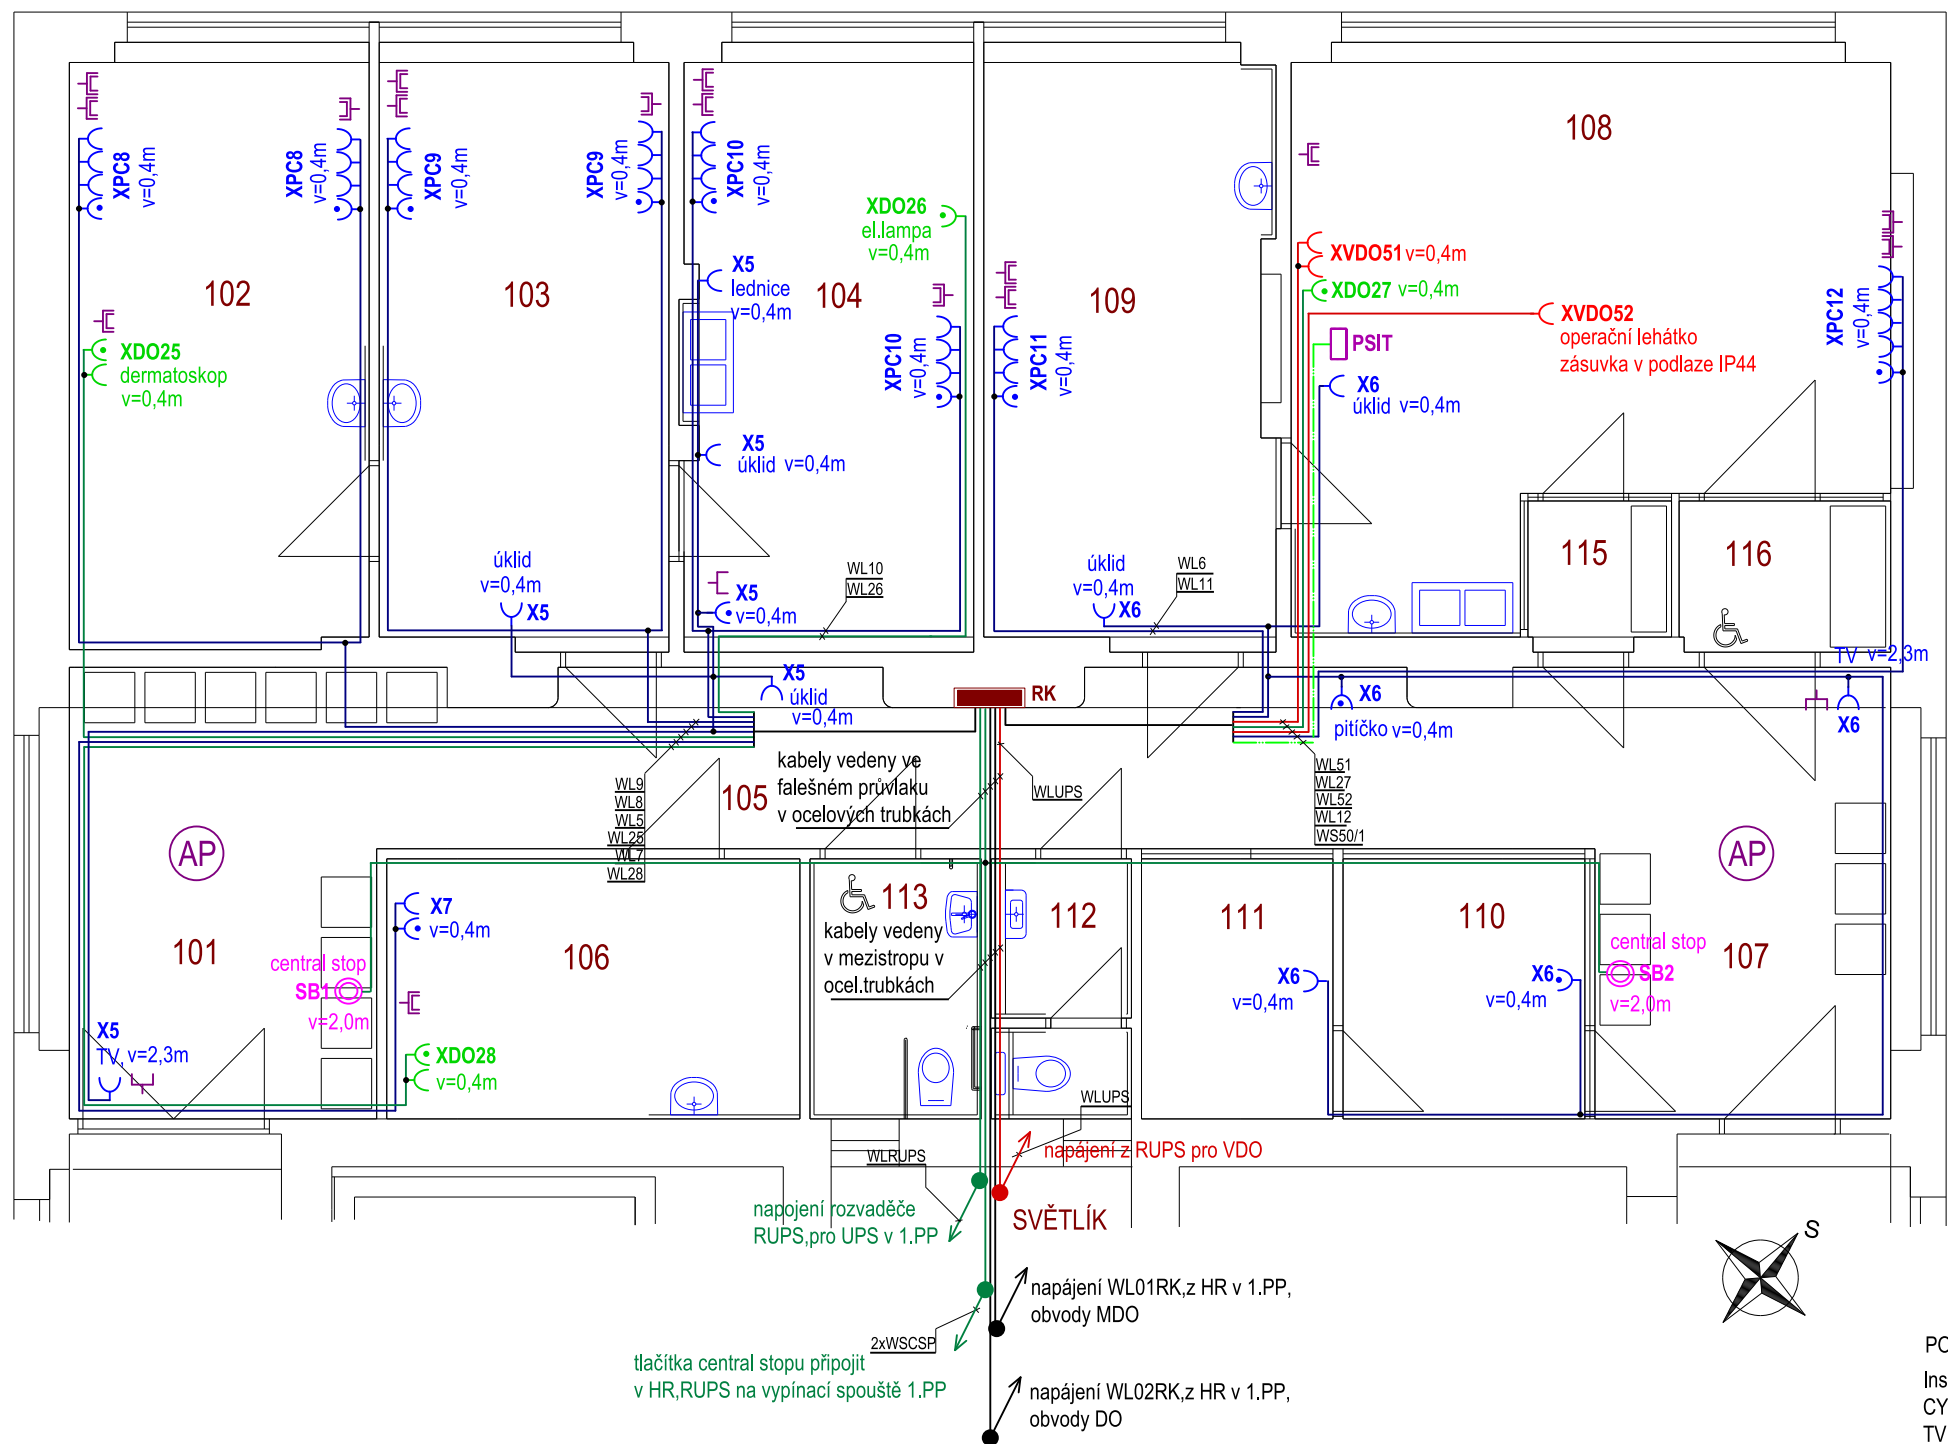 108
XPC8
v=0,4m
XPC8
v=0,4m
XPC9
v=0,4m
XPC9
v=0,4m
XPC10
v=0,4m
XDO26
el.lampa
v=0,4m
XVDO51 v=0,4m
XDO27 v=0,4m
XVDO52
operační lehátko
zásuvka v podlaze IP44
XPC12
v=0,4m
102
103
104
109
X5
lednice
v=0,4m
XDO25
dermatoskop
v=0,4m
XPC10
v=0,4m
XPC11
v=0,4m
PSIT
X6
úklid v=0,4m
X5
úklid v=0,4m
115
116
úklid
v=0,4m
X5
X5
v=0,4m
WL10
WL26
úklid
v=0,4m
X6
WL6
WL11
TV v=2,3m
X5
úklid
v=0,4m
RK
X6
pitíčko v=0,4m
X6
kabely vedeny ve
falešném průvlaku
v ocelových trubkách
WLUPS
105
WL9
WL8
WL5
WL25
WL7
WL28
WL51
WL27
WL52
WL12
WS50/1
AP
AP
101
X7
v=0,4m
106
113
kabely vedeny
v mezistropu v
ocel.trubkách
112
111
110
107
central stop
SB1
v=2,0m
X6
v=0,4m
X6
v=0,4m
central stop
SB2
v=2,0m
X5
TV, v=2,3m
XDO28
v=0,4m
WLUPS
WLRUPS
napájení z RUPS pro VDO
napojení rozvaděče
RUPS,pro UPS v 1.PP
SVĚTLÍK
S
napájení WL01RK,z HR v 1.PP,
obvody MDO
2xWSCSP
tlačítka central stopu připojit
v HR,RUPS na vypínací spouště 1.PP
napájení WL02RK,z HR v 1.PP,
obvody DO
PO
Ins
CY
TV